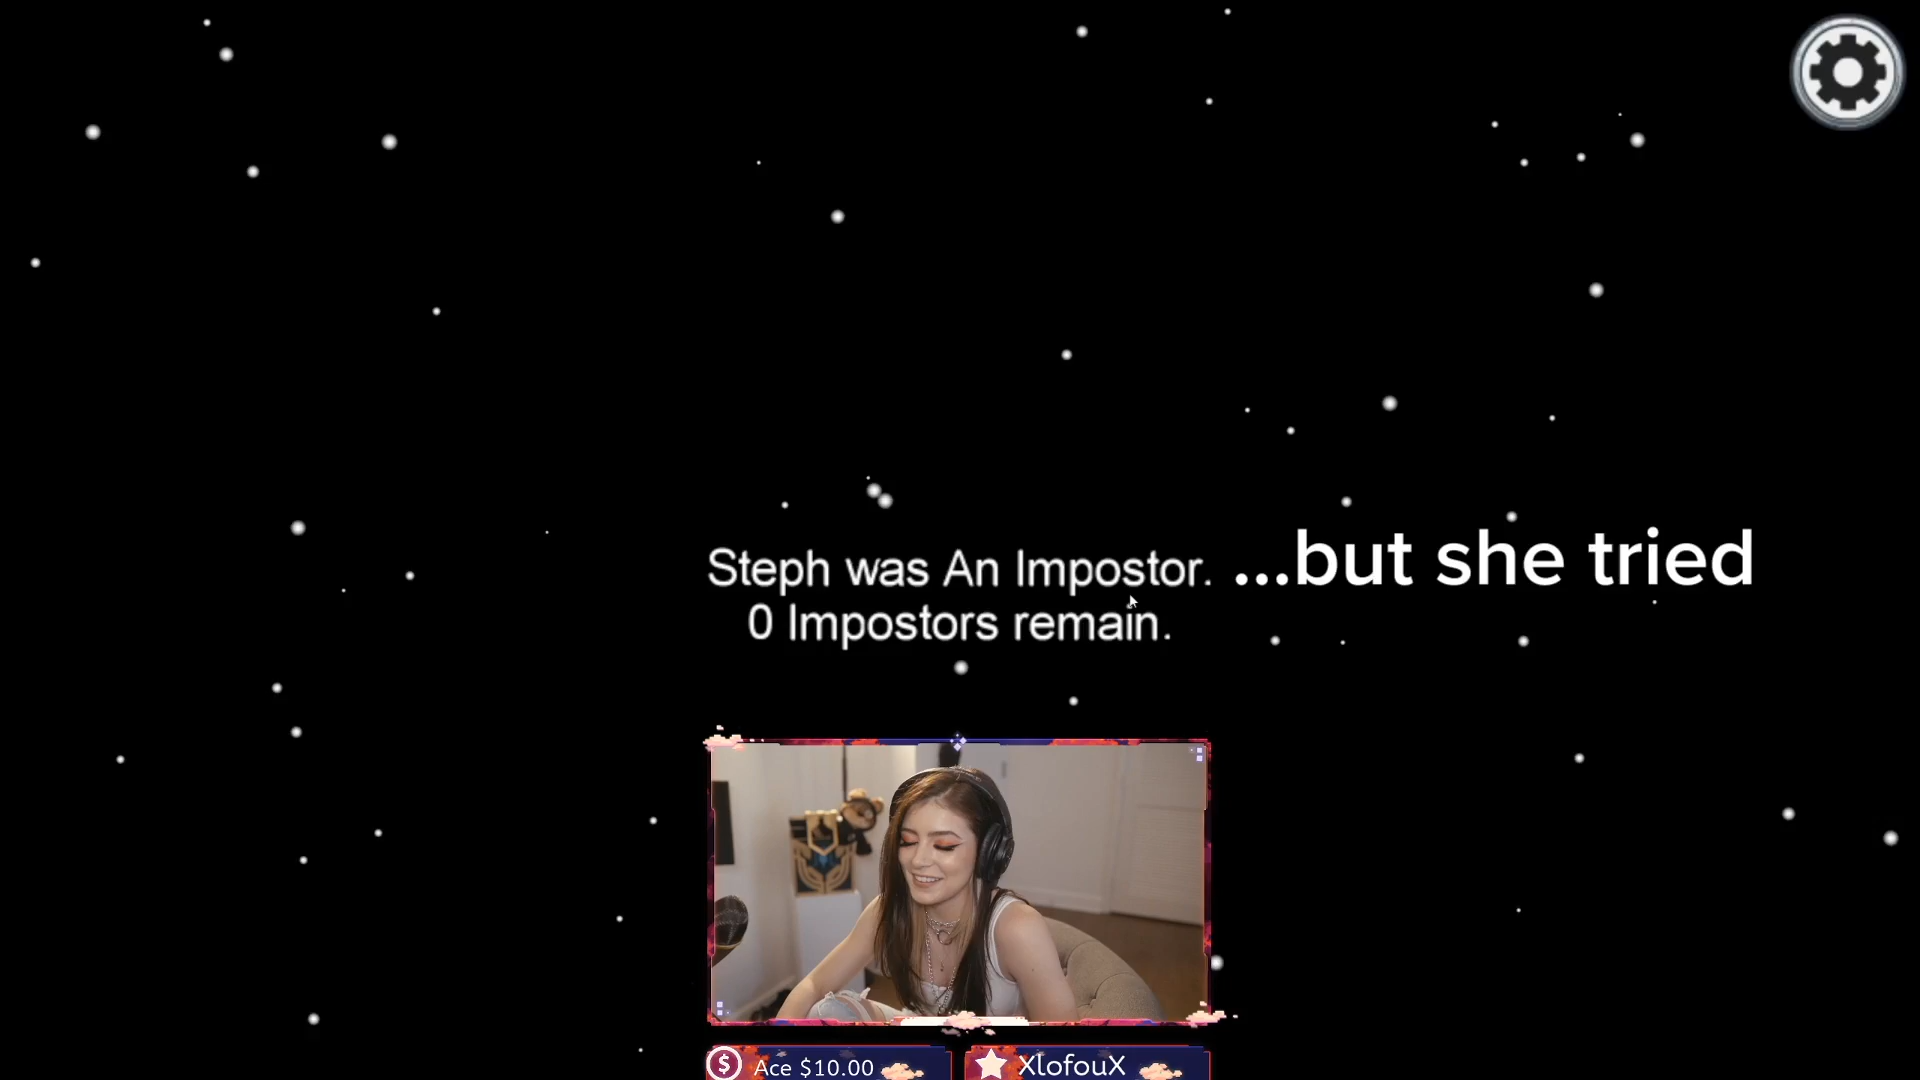 Steph was An Impostor. ...but she tried
0 Impostors remain.
Ace $10.00
XlofouX